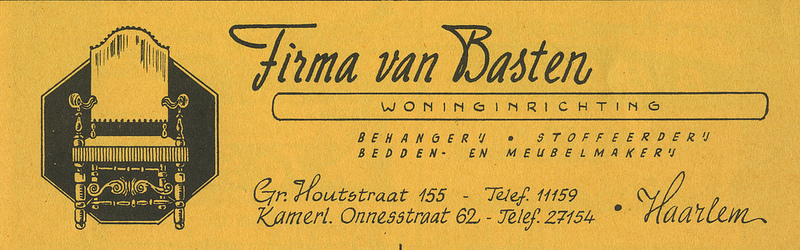 Firma van Basten
WONINGINRICHTING
BEHANGERIJ • STOFFEERDERIJ
BEDDEN- EN MEUBELMAKERIJ
Gr. Houtstraat 155 - Telef. 11159
Kamerl. Onnesstraat 62 - Telef. 27154 • Haarlem